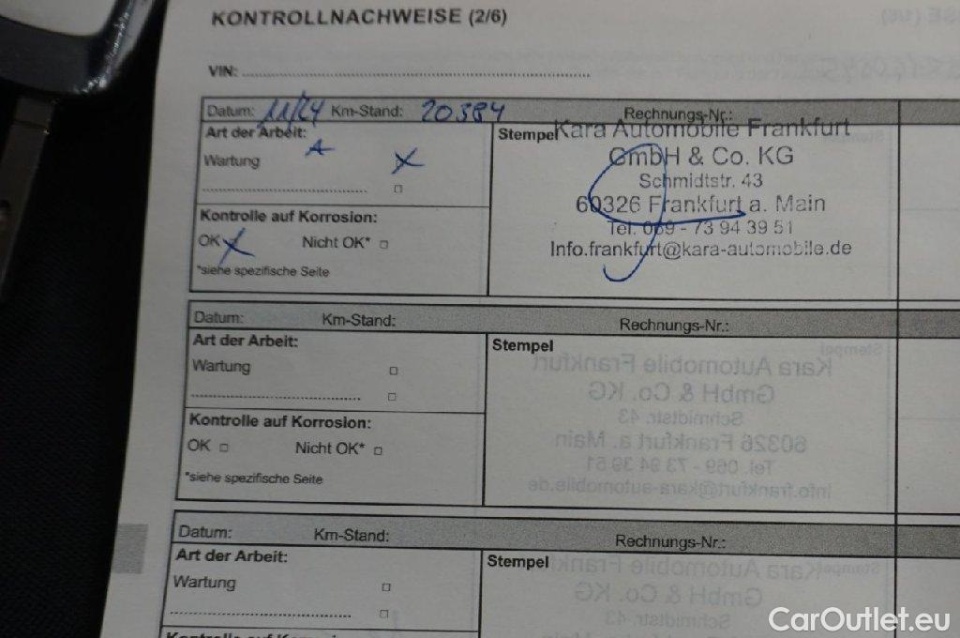 KONTROLLNACHWEISE (2/6)
VIN:
Datum: 11/24 Km-Stand: 20384 Rechnungs-Nr.:
Art der Arbeit:
A
Wartung X
Stempel
Kara Automobile Frankfurt
GmbH & Co. KG
Schmidtstr. 43
60326 Frankfurt a. Main
Tel. 069 - 73 94 39 51
Info.frankfurt@kara-automobile.de
Kontrolle auf Korrosion:
OK X Nicht OK* □
*siehe spezifische Seite
Datum: Km-Stand: Rechnungs-Nr.:
Art der Arbeit:
Wartung □
□
Stempel
Kontrolle auf Korrosion:
OK □ Nicht OK* □
*siehe spezifische Seite
Datum: Km-Stand: Rechnungs-Nr.:
Art der Arbeit:
Wartung □
□
Stempel
Kontrolle auf Korrosion:
CarOutlet.eu